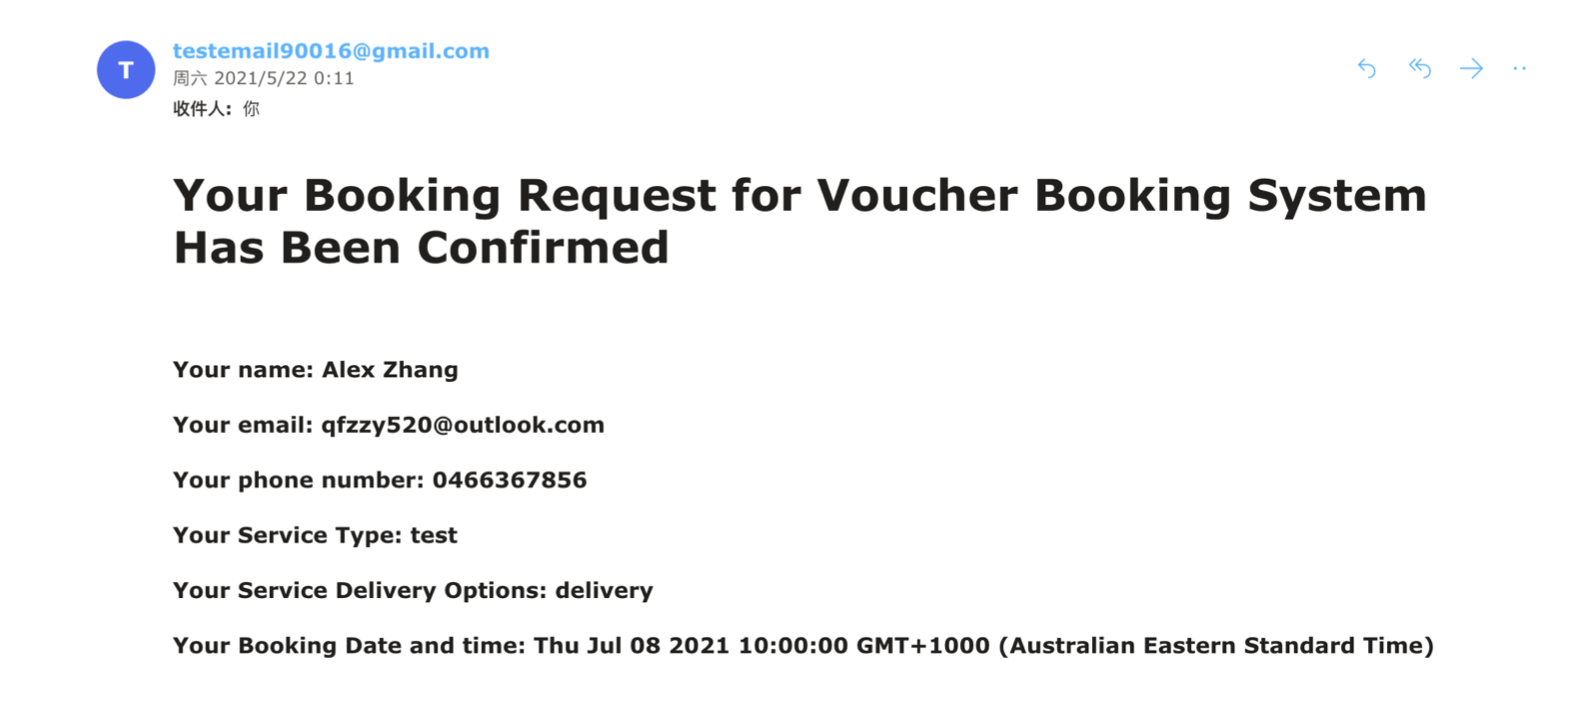 T
testemail90016@gmail.com
周六 2021/5/22 0:11
收件人: 你
Your Booking Request for Voucher Booking System
Has Been Confirmed
Your name: Alex Zhang
Your email: qfzzy520@outlook.com
Your phone number: 0466367856
Your Service Type: test
Your Service Delivery Options: delivery
Your Booking Date and time: Thu Jul 08 2021 10:00:00 GMT+1000 (Australian Eastern Standard Time)